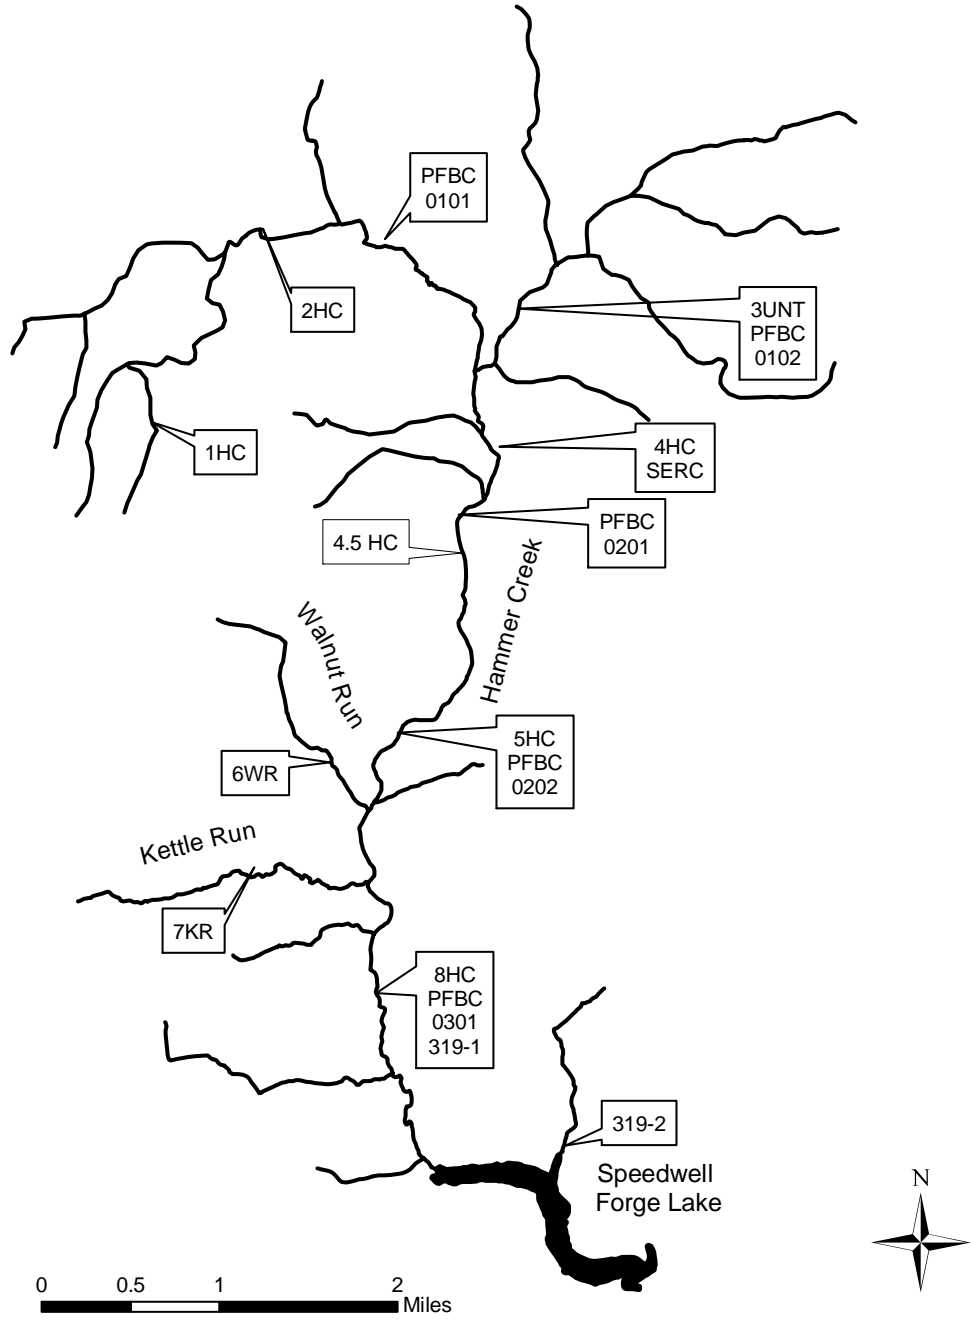 PFBC
0101
2HC
3UNT
PFBC
0102
1HC
4HC
SERC
PFBC
0201
4.5 HC
Hammer Creek
Walnut Run
5HC
PFBC
0202
6WR
Kettle Run
7KR
8HC
PFBC
0301
319-1
319-2
Speedwell
Forge Lake
N
0 0.5 1 2
Miles